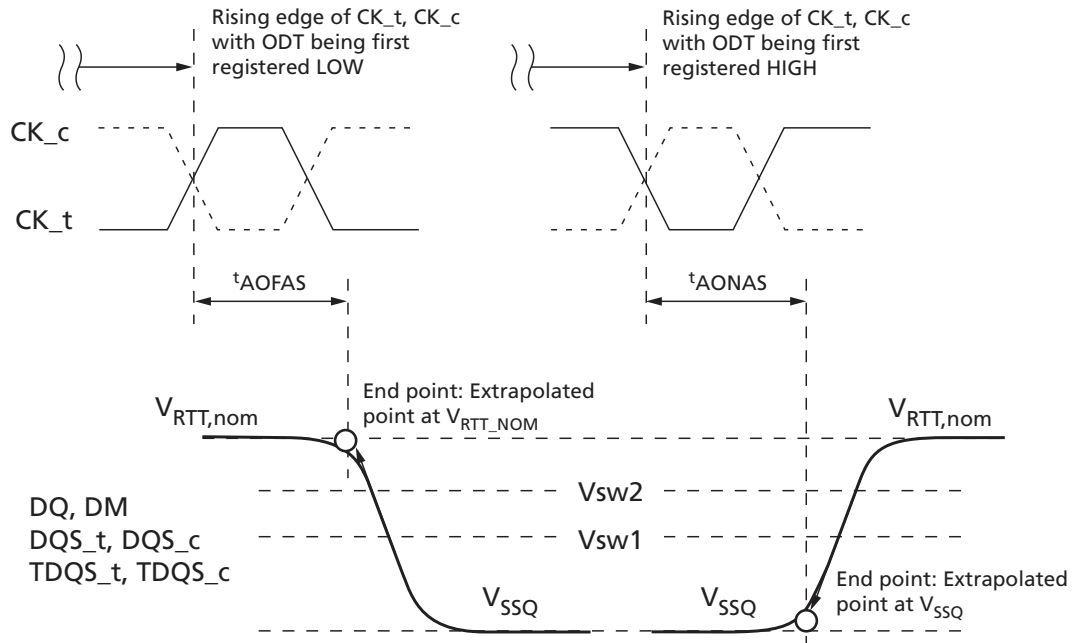 Rising edge of CK_t, CK_c
with ODT being first
registered LOW
Rising edge of CK_t, CK_c
with ODT being first
registered HIGH
CK_c
CK_t
tAOFAS
tAONAS
End point: Extrapolated
point at VRTT_NOM
VRTT,nom
VRTT,nom
Vsw2
DQ, DM
DQS_t, DQS_c
TDQS_t, TDQS_c
Vsw1
VSSQ
VSSQ
End point: Extrapolated
point at VSSQ